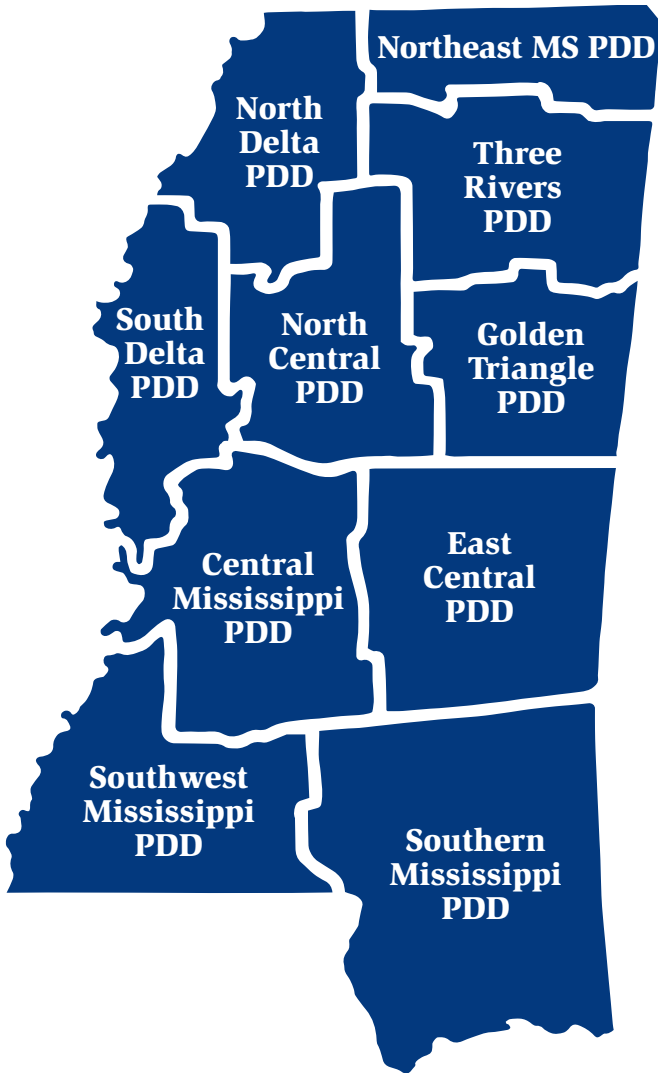 Northeast MS PDD
North
Delta
PDD
Three
Rivers
PDD
South
Delta
PDD
North
Central
PDD
Golden
Triangle
PDD
Central
Mississippi
PDD
East
Central
PDD
Southwest
Mississippi
PDD
Southern
Mississippi
PDD